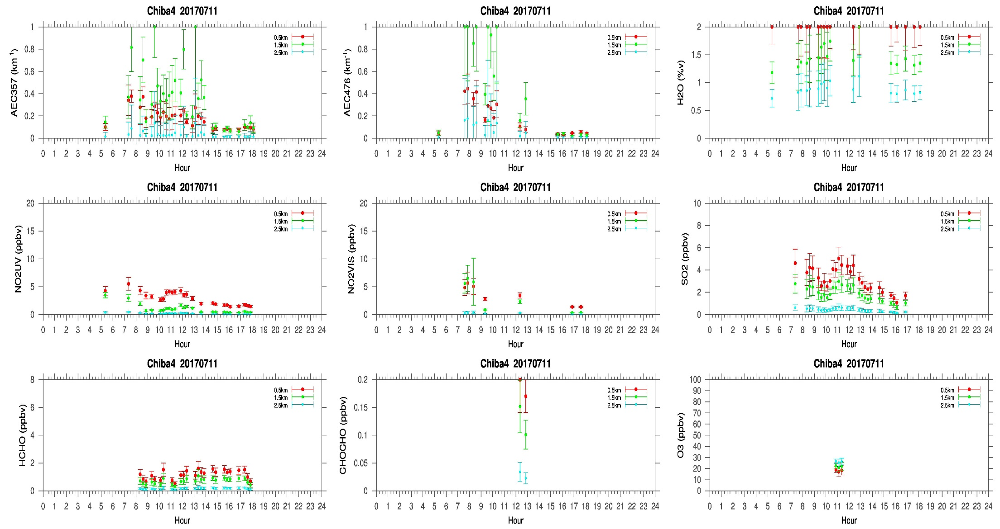 Chiba4 20170711
AEC357 (km-1)
1
0.8
0.6
0.4
0.2
0
0.5km
1.5km
2.5km
0 1 2 3 4 5 6 7 8 9 10 11 12 13 14 15 16 17 18 19 20 21 22 23 24
Hour
Chiba4 20170711
AEC476 (km-1)
1
0.8
0.6
0.4
0.2
0
0.5km
1.5km
2.5km
0 1 2 3 4 5 6 7 8 9 10 11 12 13 14 15 16 17 18 19 20 21 22 23 24
Hour
Chiba4 20170711
H2O (%v)
2
1.5
1
0.5
0
0.5km
1.5km
2.5km
0 1 2 3 4 5 6 7 8 9 10 11 12 13 14 15 16 17 18 19 20 21 22 23 24
Hour
Chiba4 20170711
NO2UV (ppbv)
20
15
10
5
0
0.5km
1.5km
2.5km
0 1 2 3 4 5 6 7 8 9 10 11 12 13 14 15 16 17 18 19 20 21 22 23 24
Hour
Chiba4 20170711
NO2VIS (ppbv)
20
15
10
5
0
0.5km
1.5km
2.5km
0 1 2 3 4 5 6 7 8 9 10 11 12 13 14 15 16 17 18 19 20 21 22 23 24
Hour
Chiba4 20170711
SO2 (ppbv)
10
8
6
4
2
0
0.5km
1.5km
2.5km
0 1 2 3 4 5 6 7 8 9 10 11 12 13 14 15 16 17 18 19 20 21 22 23 24
Hour
Chiba4 20170711
HCHO (ppbv)
8
6
4
2
0
0.5km
1.5km
2.5km
0 1 2 3 4 5 6 7 8 9 10 11 12 13 14 15 16 17 18 19 20 21 22 23 24
Hour
Chiba4 20170711
CHOCHO (ppbv)
0.2
0.15
0.1
0.05
0
0.5km
1.5km
2.5km
0 1 2 3 4 5 6 7 8 9 10 11 12 13 14 15 16 17 18 19 20 21 22 23 24
Hour
Chiba4 20170711
O3 (ppbv)
100
90
80
70
60
50
40
30
20
10
0
0.5km
1.5km
2.5km
0 1 2 3 4 5 6 7 8 9 10 11 12 13 14 15 16 17 18 19 20 21 22 23 24
Hour